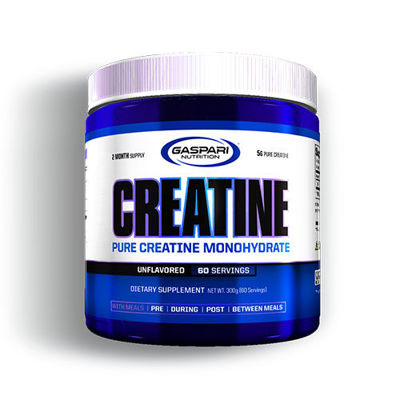 2 MONTH SUPPLY
5G PURE CREATINE
GASPARI
NUTRITION
CREATINE
PURE CREATINE MONOHYDRATE
UNFLAVORED 60 SERVINGS
DIETARY SUPPLEMENT NET WT. 300g (60 Servings)
WITH MEALS | PRE | DURING | POST | BETWEEN MEALS